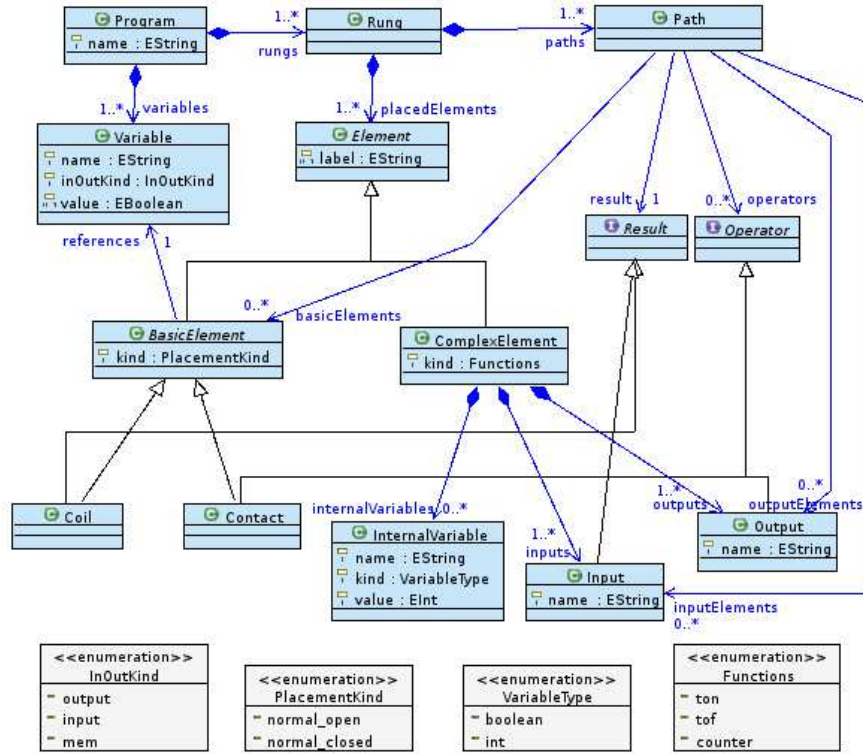 Program
name : EString
1..*
rungs
Rung
1..*
paths
Path
1..*
variables
1..*
placedElements
Variable
name : EString
inOutKind : InOutKind
value : EBoolean
Element
label : EString
references
1
result
1
0..*
operators
Result
Operator
0..*
basicElements
BasicElement
kind : PlacementKind
ComplexElement
kind : Functions
internalVariables
0..*
1..*
inputs
1..*
outputs
0..*
outputElements
Coil
Contact
InternalVariable
name : EString
kind : VariableType
value : EInt
Input
name : EString
Output
name : EString
inputElements
0..*
<<enumeration>>
InOutKind
output
input
mem
<<enumeration>>
PlacementKind
normal_open
normal_closed
<<enumeration>>
VariableType
boolean
int
<<enumeration>>
Functions
ton
tof
counter